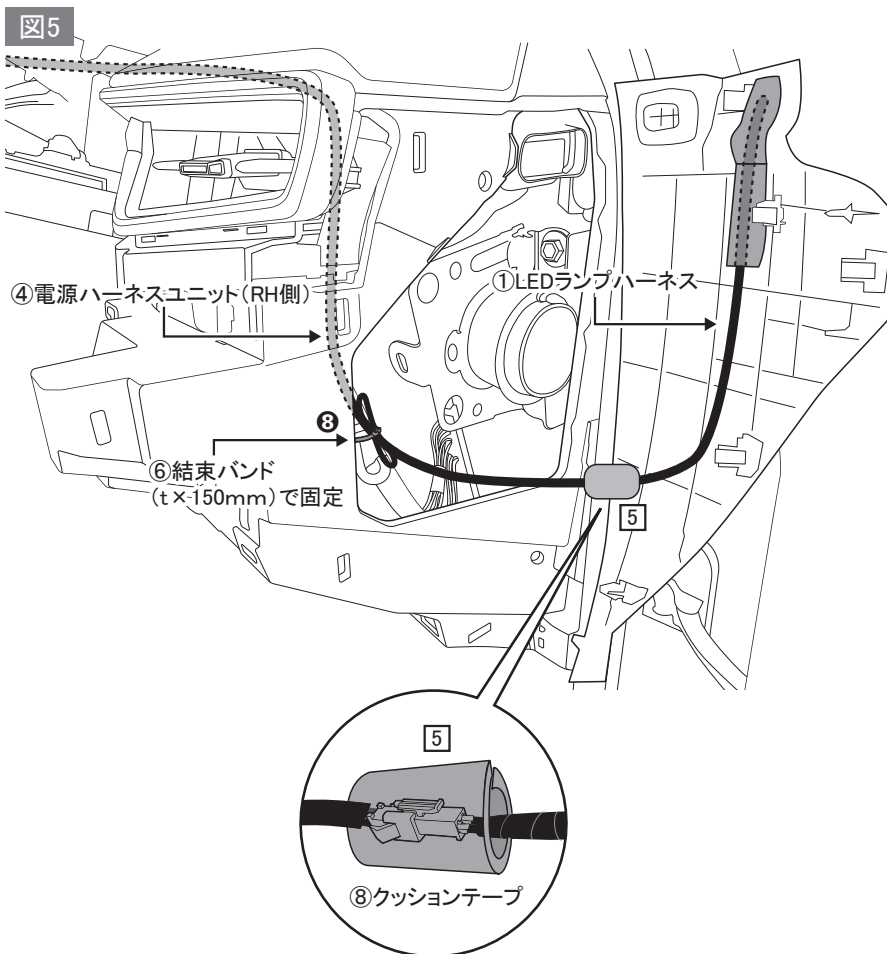 図5
④電源ハーネスユニット（RH側）
①LEDランプハーネス
❽
⑥結束バンド
（t×150mm）で固定
5
5
⑧クッションテープ